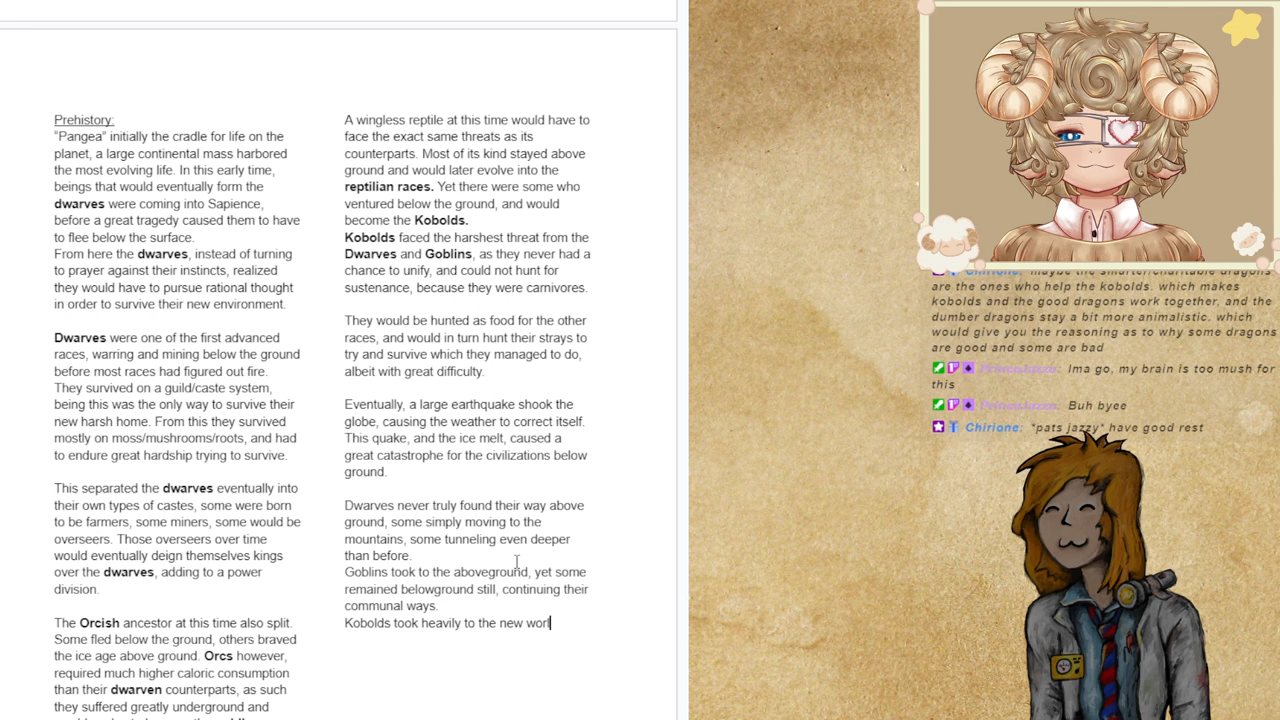 Prehistory:
"Pangea" initially the cradle for life on the
planet, a large continental mass harbored
the most evolving life. In this early time,
beings that would eventually form the
dwarves were coming into Sapience,
before a great tragedy caused them to have
to flee below the surface.
From here the dwarves, instead of turning
to prayer against their instincts, realized
they would have to pursue rational thought
in order to survive their new environment.
Dwarves were one of the first advanced
races, warring and mining below the ground
before most races had figured out fire.
They survived on a guild/caste system,
being this was the only way to survive their
new harsh home. From this they survived
mostly on moss/mushrooms/roots, and had
to endure great hardship trying to survive.
This separated the dwarves eventually into
their own types of castes, some were born
to be farmers, some miners, some would be
overseers. Those overseers over time
would eventually deign themselves kings
over the dwarves, adding to a power
division.
The Orcish ancestor at this time also split.
Some fled below the ground, others braved
the ice age above ground. Orcs however,
required much higher caloric consumption
than their dwarven counterparts, as such
they suffered greatly underground and
A wingless reptile at this time would have to
face the exact same threats as its
counterparts. Most of its kind stayed above
ground and would later evolve into the
reptilian races. Yet there were some who
ventured below the ground, and would
become the Kobolds.
Kobolds faced the harshest threat from the
Dwarves and Goblins, as they never had a
chance to unify, and could not hunt for
sustenance, because they were carnivores.
They would be hunted as food for the other
races, and would in turn hunt their strays to
try and survive which they managed to do,
albeit with great difficulty.
Eventually, a large earthquake shook the
globe, causing the weather to correct itself.
This quake, and the ice melt, caused a
great catastrophe for the civilizations below
ground.
Dwarves never truly found their way above
ground, some simply moving to the
mountains, some tunneling even deeper
than before.
Goblins took to the aboveground, yet some
remained belowground still, continuing their
communal ways.
Kobolds took heavily to the new worl
Chirione: maybe the smarter/charitable dragons
are the ones who help the kobolds. which makes
kobolds and the good dragons work together, and the
dumber dragons stay a bit more animalistic. which
would give you the reasoning as to why some dragons
are good and some are bad
Ima go, my brain is too mush for
this
Buh byee
Chirione: *pats jazzy* have good rest